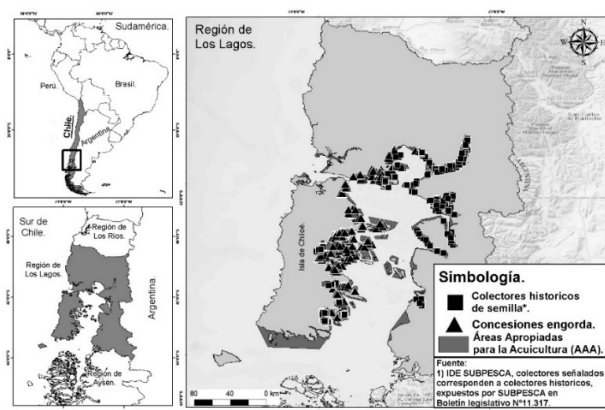 Sudamérica.
Perú.
Brasil.
Chile.
Argentina.
Sur de
Chile.
Región de
Los Ríos.
Región de
Los Lagos.
Argentina.
Región de
Aysén.
Región de
Los Lagos.
N
W
E
S
Isla de Chiloé.
80
40
0
80 km
Simbología.
Colectores historicos
de semilla*.
Concesiones engorda.
Áreas Apropiadas
para la Acuicultura (AAA).
Fuente:
1) IDE SUBPESCA, colectores señalados
corresponden a colectores historicos,
expuestos por SUBPESCA en
Boletin legislativo N°11.317.